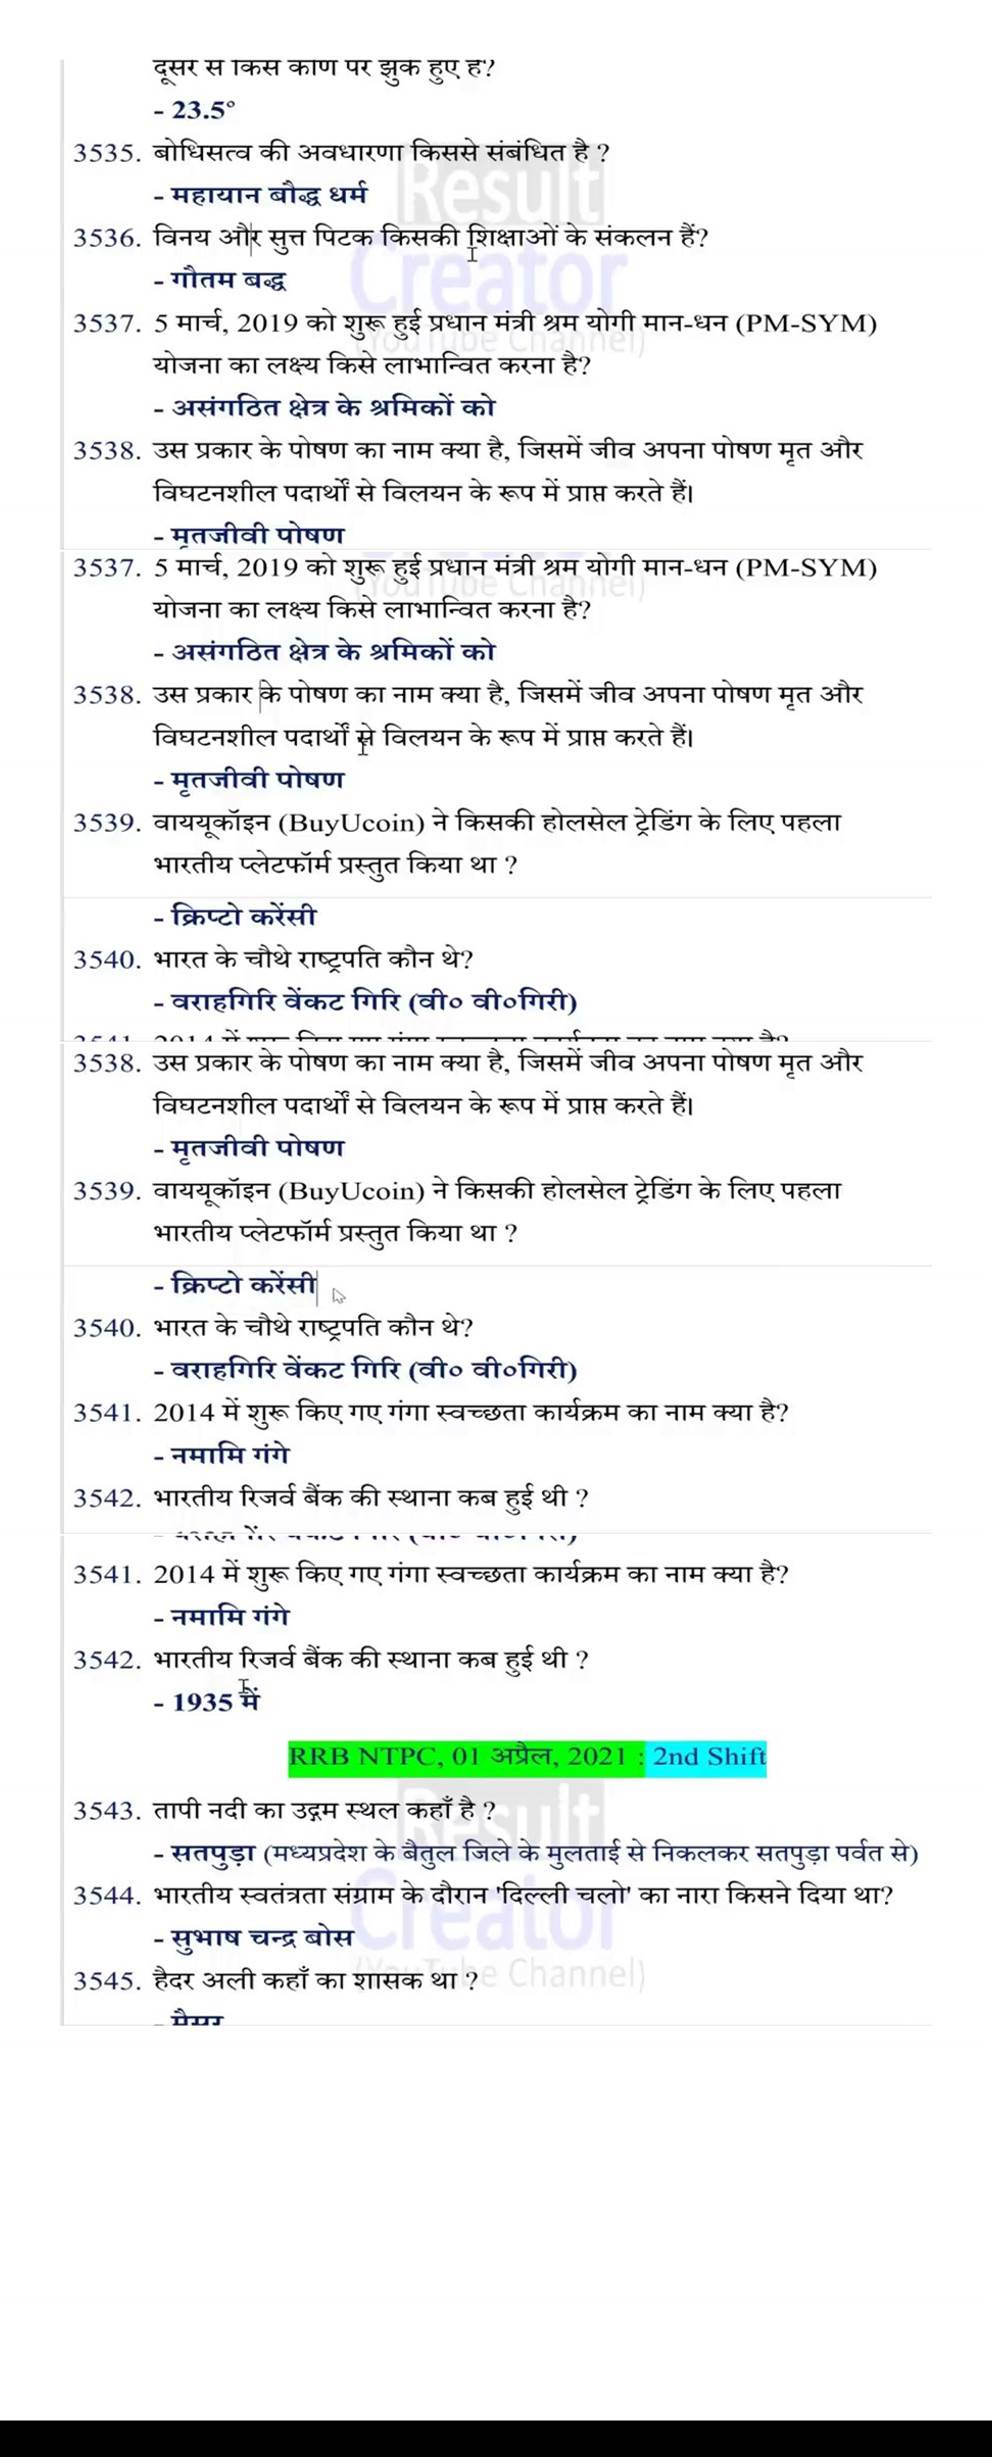 दूसरे से किस कोण पर झुके हुए हैं?
- 23.5°
3535. बोधिसत्व की अवधारणा किससे संबंधित है ?
- महायान बौद्ध धर्म
Result
3536. विनय और सुत्त पिटक किसकी शिक्षाओं के संकलन हैं?
Creator
- गौतम बुद्ध
3537. 5 मार्च, 2019 को शुरू हुई प्रधान मंत्री श्रम योगी मान-धन (PM-SYM)
(YouTube Channel)
योजना का लक्ष्य किसे लाभान्वित करना है?
- असंगठित क्षेत्र के श्रमिकों को
3538. उस प्रकार के पोषण का नाम क्या है, जिसमें जीव अपना पोषण मृत और
विघटनशील पदार्थों से विलयन के रूप में प्राप्त करते हैं।
- मृतजीवी पोषण
3537. 5 मार्च, 2019 को शुरू हुई प्रधान मंत्री श्रम योगी मान-धन (PM-SYM)
(YouTube Channel)
योजना का लक्ष्य किसे लाभान्वित करना है?
- असंगठित क्षेत्र के श्रमिकों को
3538. उस प्रकार के पोषण का नाम क्या है, जिसमें जीव अपना पोषण मृत और
विघटनशील पदार्थों से विलयन के रूप में प्राप्त करते हैं।
- मृतजीवी पोषण
3539. वाययूकॉइन (BuyUcoin) ने किसकी होलसेल ट्रेडिंग के लिए पहला
भारतीय प्लेटफॉर्म प्रस्तुत किया था ?
- क्रिप्टो करेंसी
3540. भारत के चौथे राष्ट्रपति कौन थे?
- वराहगिरि वेंकट गिरि (वी० वी०गिरी)
3538. उस प्रकार के पोषण का नाम क्या है, जिसमें जीव अपना पोषण मृत और
विघटनशील पदार्थों से विलयन के रूप में प्राप्त करते हैं।
- मृतजीवी पोषण
3539. वाययूकॉइन (BuyUcoin) ने किसकी होलसेल ट्रेडिंग के लिए पहला
भारतीय प्लेटफॉर्म प्रस्तुत किया था ?
- क्रिप्टो करेंसी
3540. भारत के चौथे राष्ट्रपति कौन थे?
- वराहगिरि वेंकट गिरि (वी० वी०गिरी)
3541. 2014 में शुरू किए गए गंगा स्वच्छता कार्यक्रम का नाम क्या है?
- नमामि गंगे
3542. भारतीय रिजर्व बैंक की स्थाना कब हुई थी ?
3541. 2014 में शुरू किए गए गंगा स्वच्छता कार्यक्रम का नाम क्या है?
- नमामि गंगे
3542. भारतीय रिजर्व बैंक की स्थाना कब हुई थी ?
- 1935 में
RRB NTPC, 01 अप्रैल, 2021 : 2nd Shift
3543. तापी नदी का उद्गम स्थल कहाँ है ?
Result
- सतपुड़ा (मध्यप्रदेश के बैतुल जिले के मुलताई से निकलकर सतपुड़ा पर्वत से)
3544. भारतीय स्वतंत्रता संग्राम के दौरान 'दिल्ली चलो' का नारा किसने दिया था?
Creator
- सुभाष चन्द्र बोस
3545. हैदर अली कहाँ का शासक था ?
(YouTube Channel)
- मैसूर